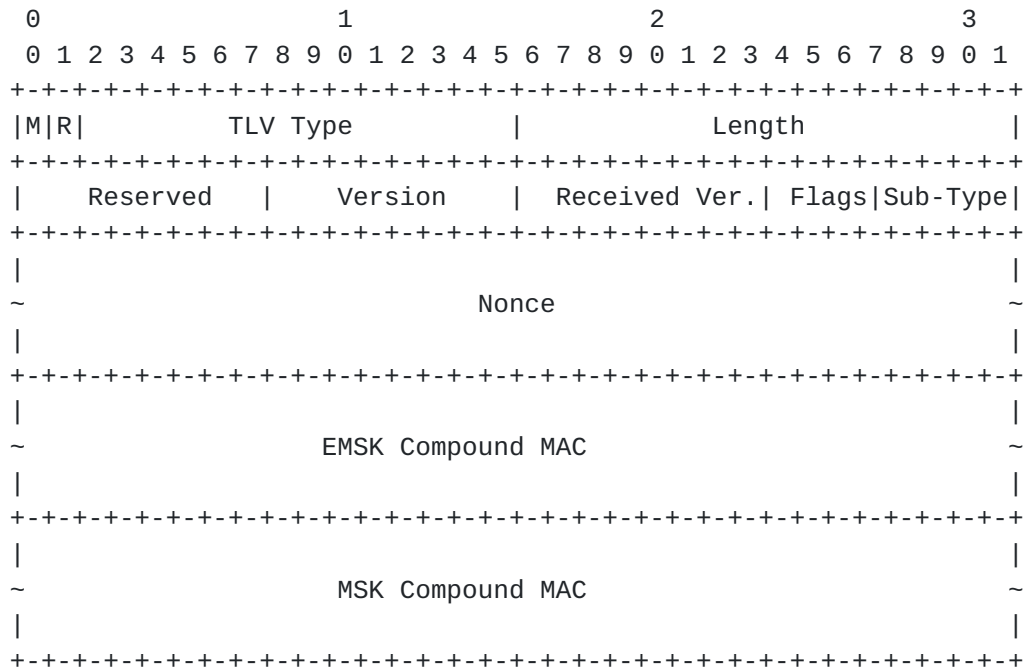 0                   1                   2                   3
 0 1 2 3 4 5 6 7 8 9 0 1 2 3 4 5 6 7 8 9 0 1 2 3 4 5 6 7 8 9 0 1
+-+-+-+-+-+-+-+-+-+-+-+-+-+-+-+-+-+-+-+-+-+-+-+-+-+-+-+-+-+-+-+-+
|M|R|         TLV Type          |            Length             |
+-+-+-+-+-+-+-+-+-+-+-+-+-+-+-+-+-+-+-+-+-+-+-+-+-+-+-+-+-+-+-+-+
|    Reserved   |    Version    |  Received Ver.| Flags|Sub-Type|
+-+-+-+-+-+-+-+-+-+-+-+-+-+-+-+-+-+-+-+-+-+-+-+-+-+-+-+-+-+-+-+-+
|                                                               |
~                             Nonce                             ~
|                                                               |
+-+-+-+-+-+-+-+-+-+-+-+-+-+-+-+-+-+-+-+-+-+-+-+-+-+-+-+-+-+-+-+-+
|                                                               |
~                   EMSK Compound MAC                           ~
|                                                               |
+-+-+-+-+-+-+-+-+-+-+-+-+-+-+-+-+-+-+-+-+-+-+-+-+-+-+-+-+-+-+-+-+
|                                                               |
~                    MSK Compound MAC                           ~
|                                                               |
+-+-+-+-+-+-+-+-+-+-+-+-+-+-+-+-+-+-+-+-+-+-+-+-+-+-+-+-+-+-+-+-+